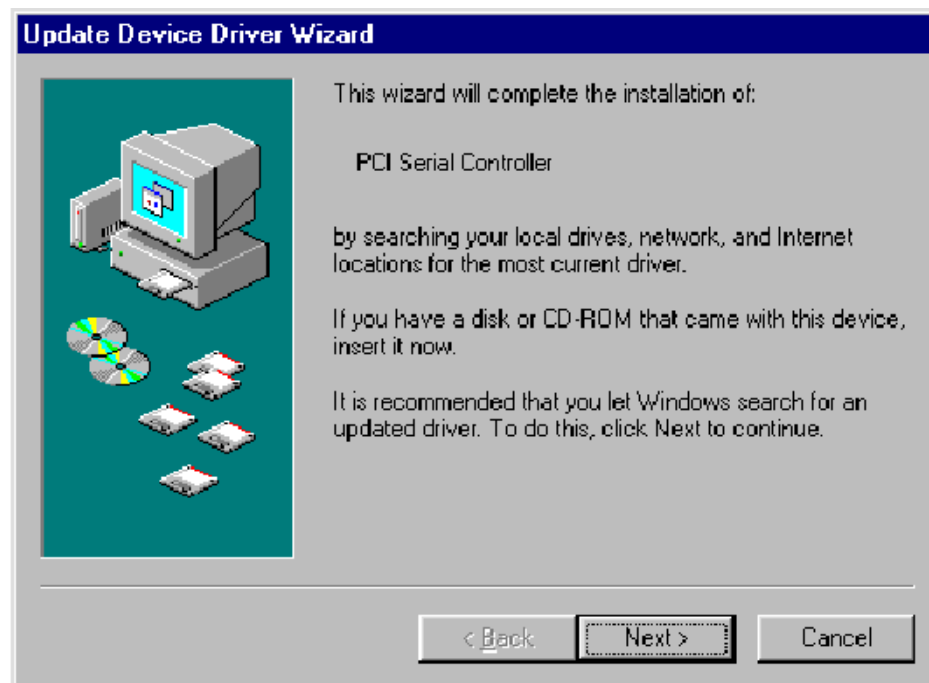 Update Device Driver Wizard
This wizard will complete the installation of:
PCI Serial Controller
by searching your local drives, network, and Internet
locations for the most current driver.
If you have a disk or CD-ROM that came with this device,
insert it now.
It is recommended that you let Windows search for an
updated driver. To do this, click Next to continue.
< Back
Next >
Cancel